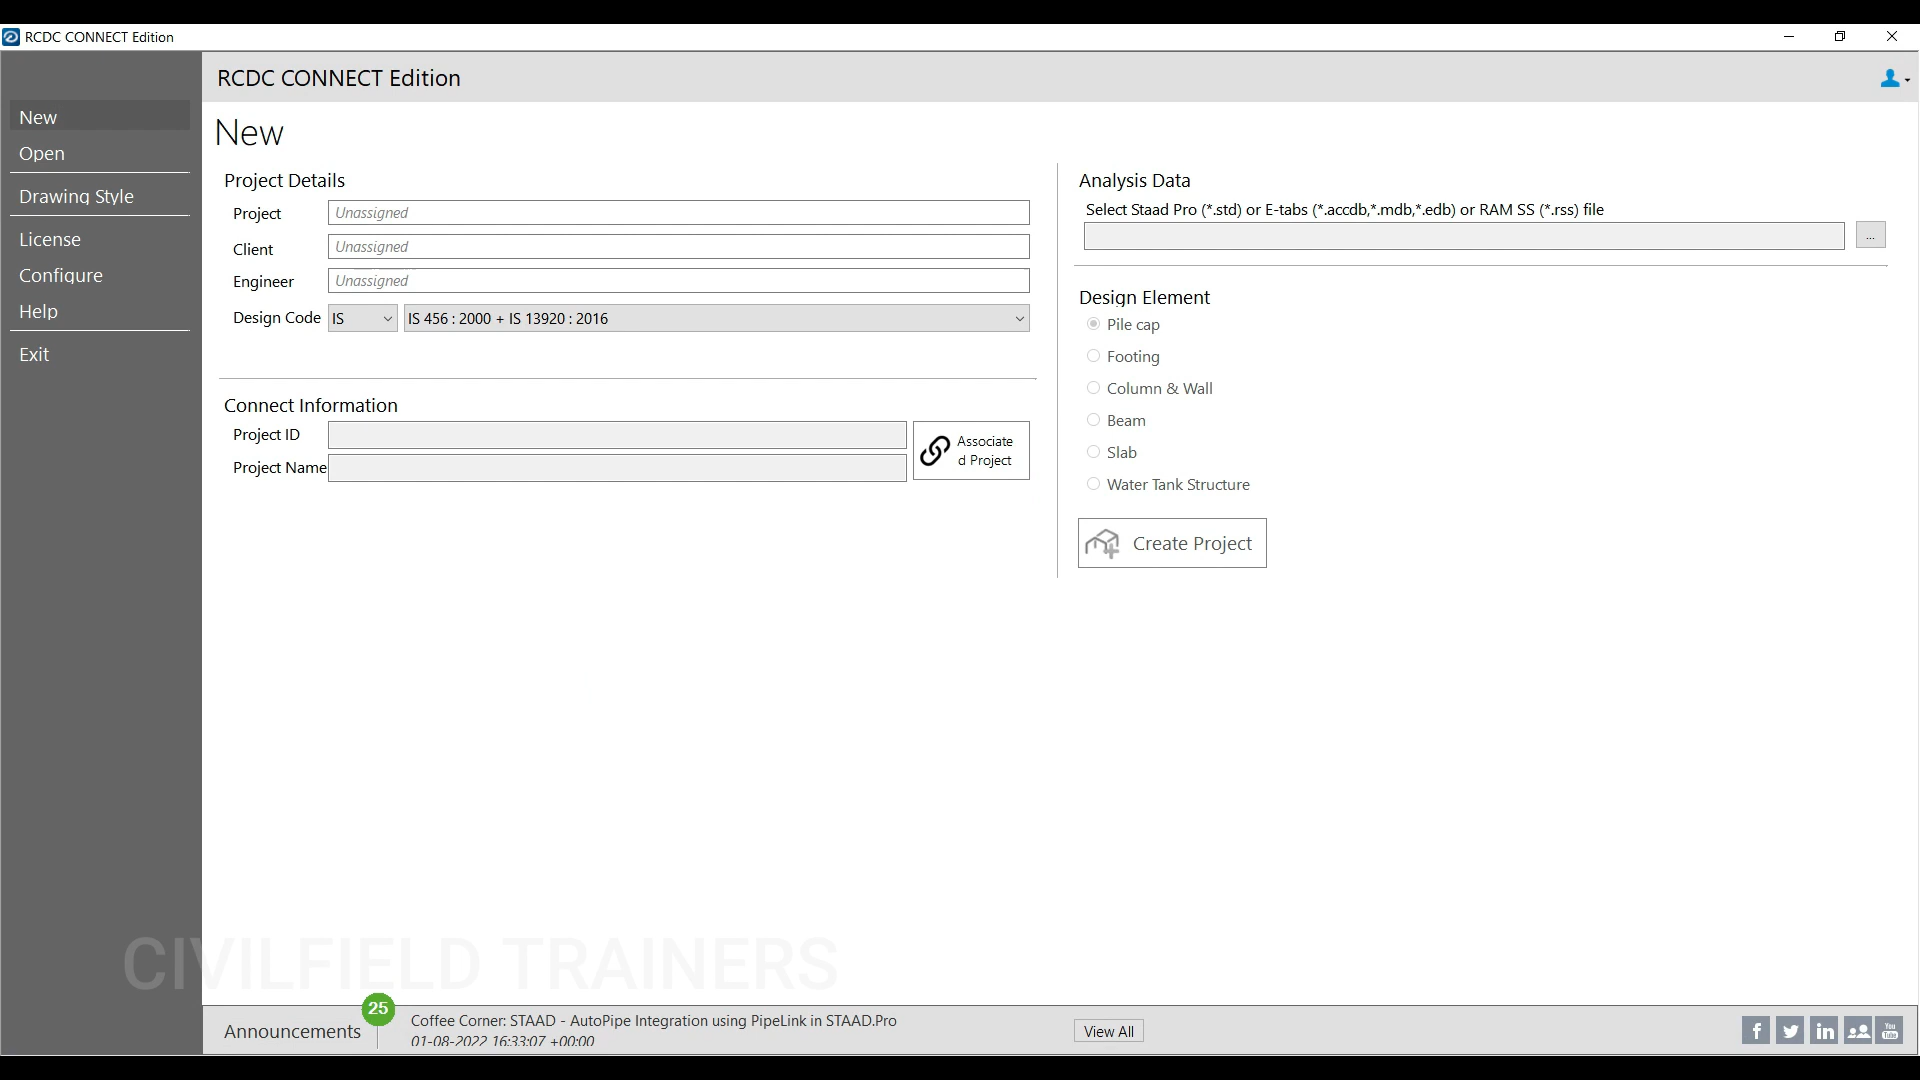 RCDC CONNECT Edition
RCDC CONNECT Edition
New
Open
Drawing Style
License
Configure
Help
Exit
New
Project Details
Project Unassigned
Client Unassigned
Engineer Unassigned
Design Code IS IS 456 : 2000 + IS 13920 : 2016
Connect Information
Project ID
Project Name
Associate
d Project
Analysis Data
Select Staad Pro (*.std) or E-tabs (*.accdb,*.mdb,*.edb) or RAM SS (*.rss) file
...
Design Element
Pile cap
Footing
Column & Wall
Beam
Slab
Water Tank Structure
Create Project
CIVILFIELD TRAINERS
Announcements 25
Coffee Corner: STAAD - AutoPipe Integration using PipeLink in STAAD.Pro
01-08-2022 16:33:07 +00:00
View All
f
in
You
Tube